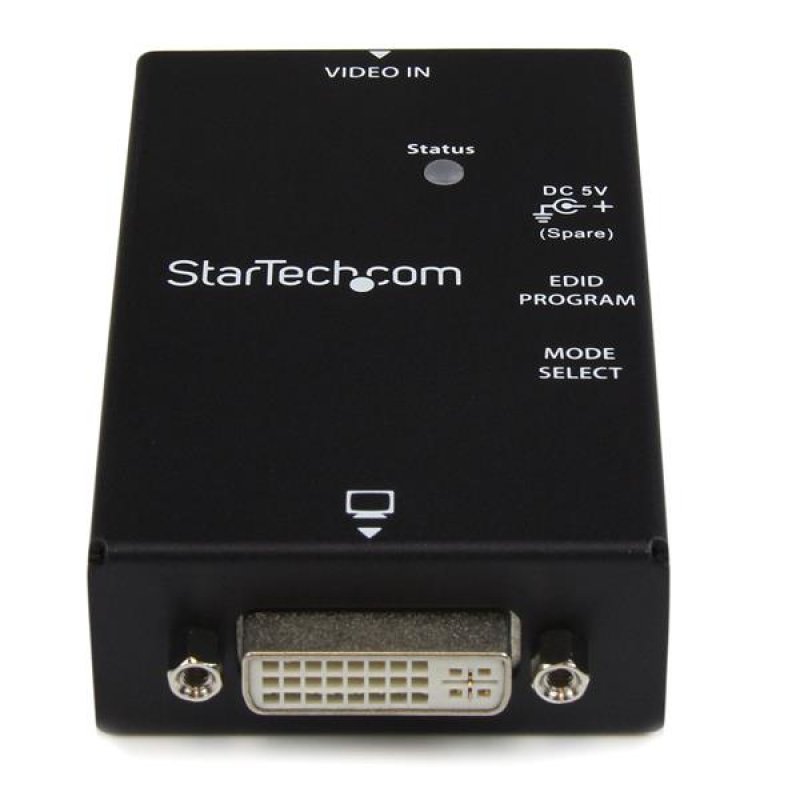 VIDEO IN
Status
DC 5V
+
(Spare)
StarTech.com
EDID
PROGRAM
MODE
SELECT